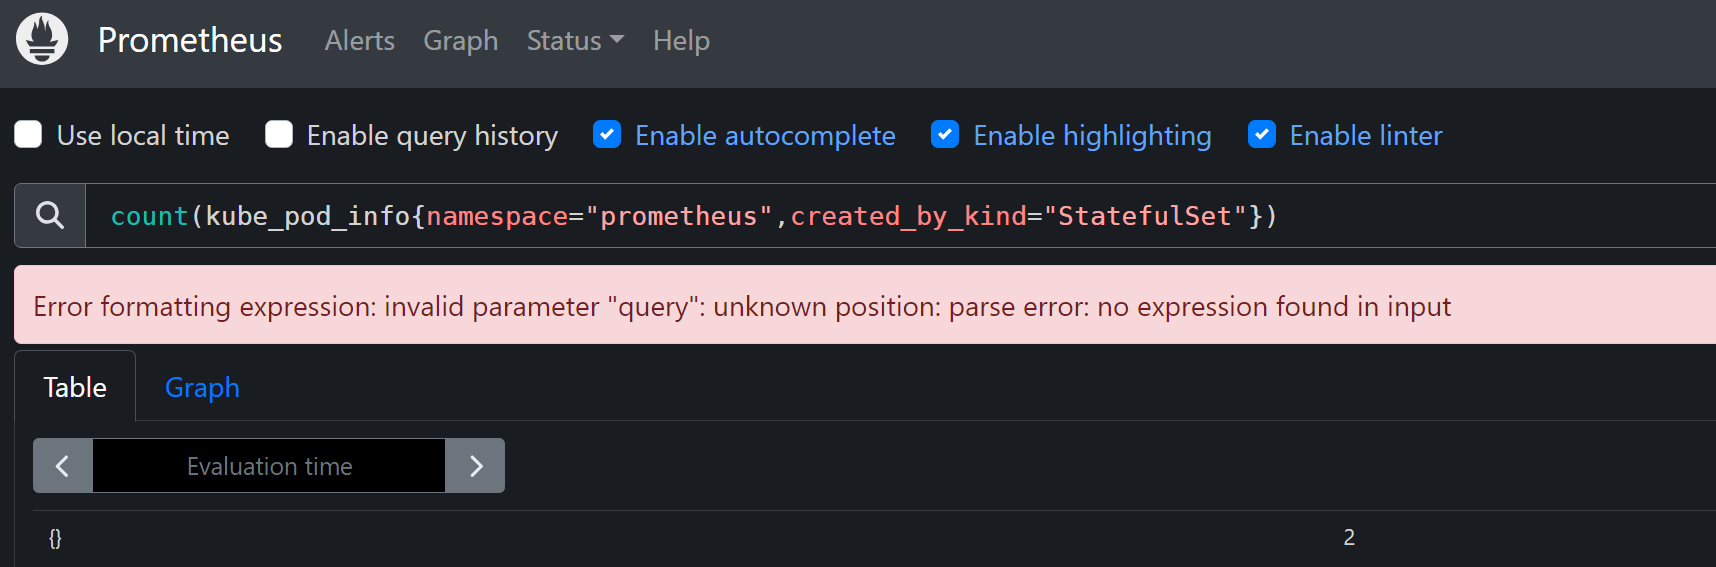 Prometheus Alerts Graph Status Help
Use local time Enable query history Enable autocomplete Enable highlighting Enable linter
count(kube_pod_info{namespace="prometheus",created_by_kind="StatefulSet"})
Error formatting expression: invalid parameter "query": unknown position: parse error: no expression found in input
Table Graph
Evaluation time
{} 2